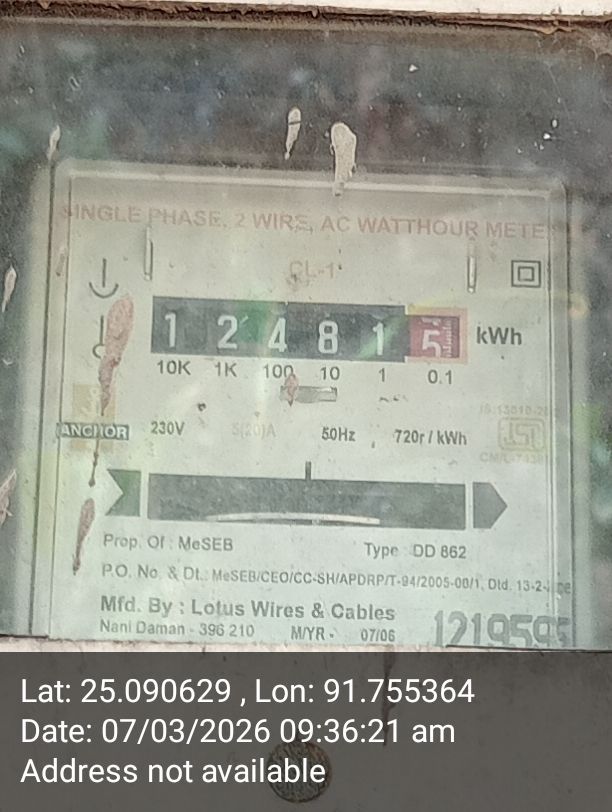 SINGLE PHASE, 2 WIRE, AC WATTHOUR METE
CL-1
1 2 4 8 1 5 kWh
10K 1K 100 10 1 0.1
ANCHOR 230V 5(20)A 50Hz 720r / kWh
Prop. Of : MeSEB Type DD 862
P.O. No. & Dt.: MeSEB/CEO/CC-SH/APDRP/T-94/2005-06/1, Dtd. 13-2-
Mfd. By : Lotus Wires & Cables
Nani Daman - 396 210 M/YR - 07/06
1219595
Lat: 25.090629 , Lon: 91.755364
Date: 07/03/2026 09:36:21 am
Address not available